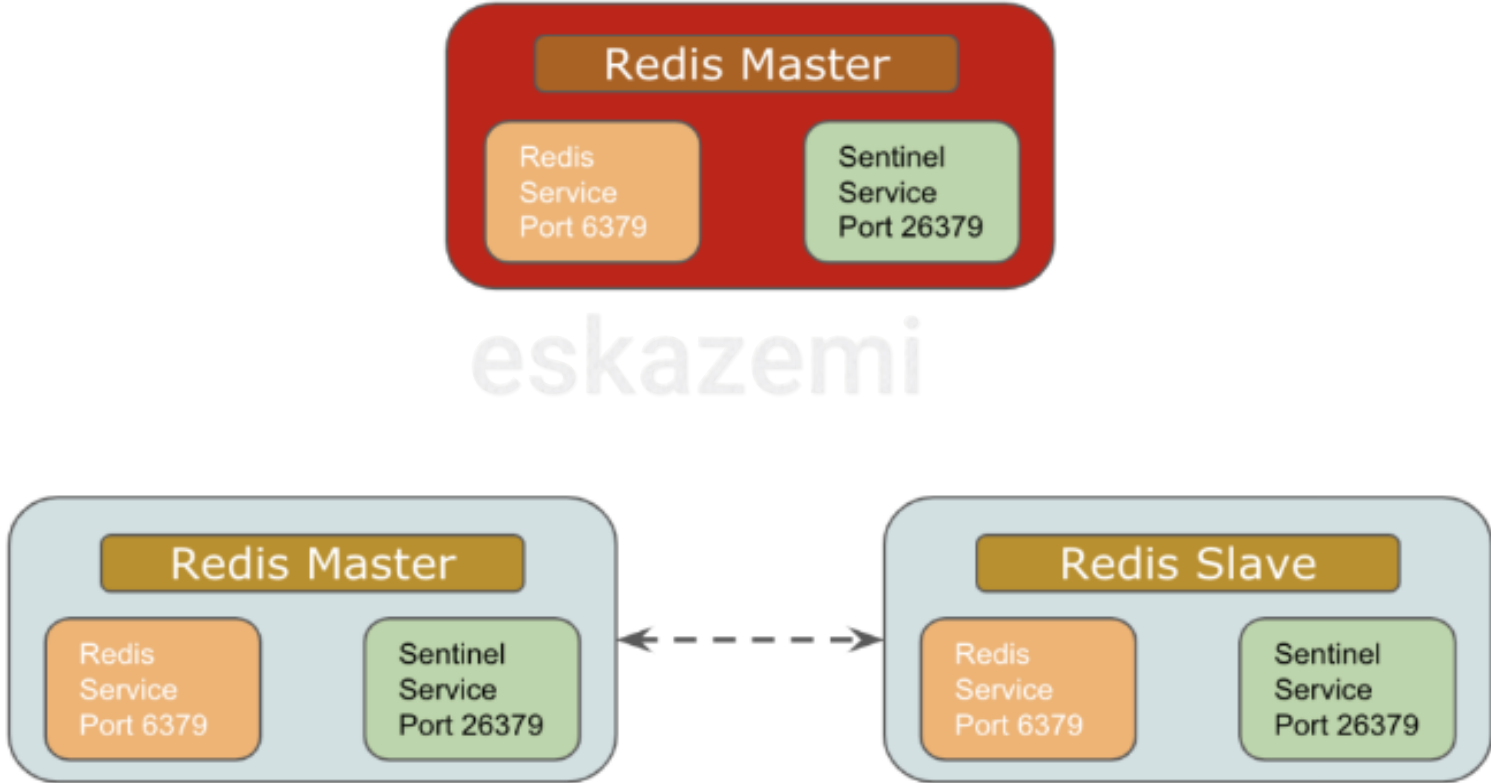 Redis Master
Redis
Service
Port 6379
Sentinel
Service
Port 26379
eskazemi
Redis Master
Redis
Service
Port 6379
Sentinel
Service
Port 26379
Redis Slave
Redis
Service
Port 6379
Sentinel
Service
Port 26379